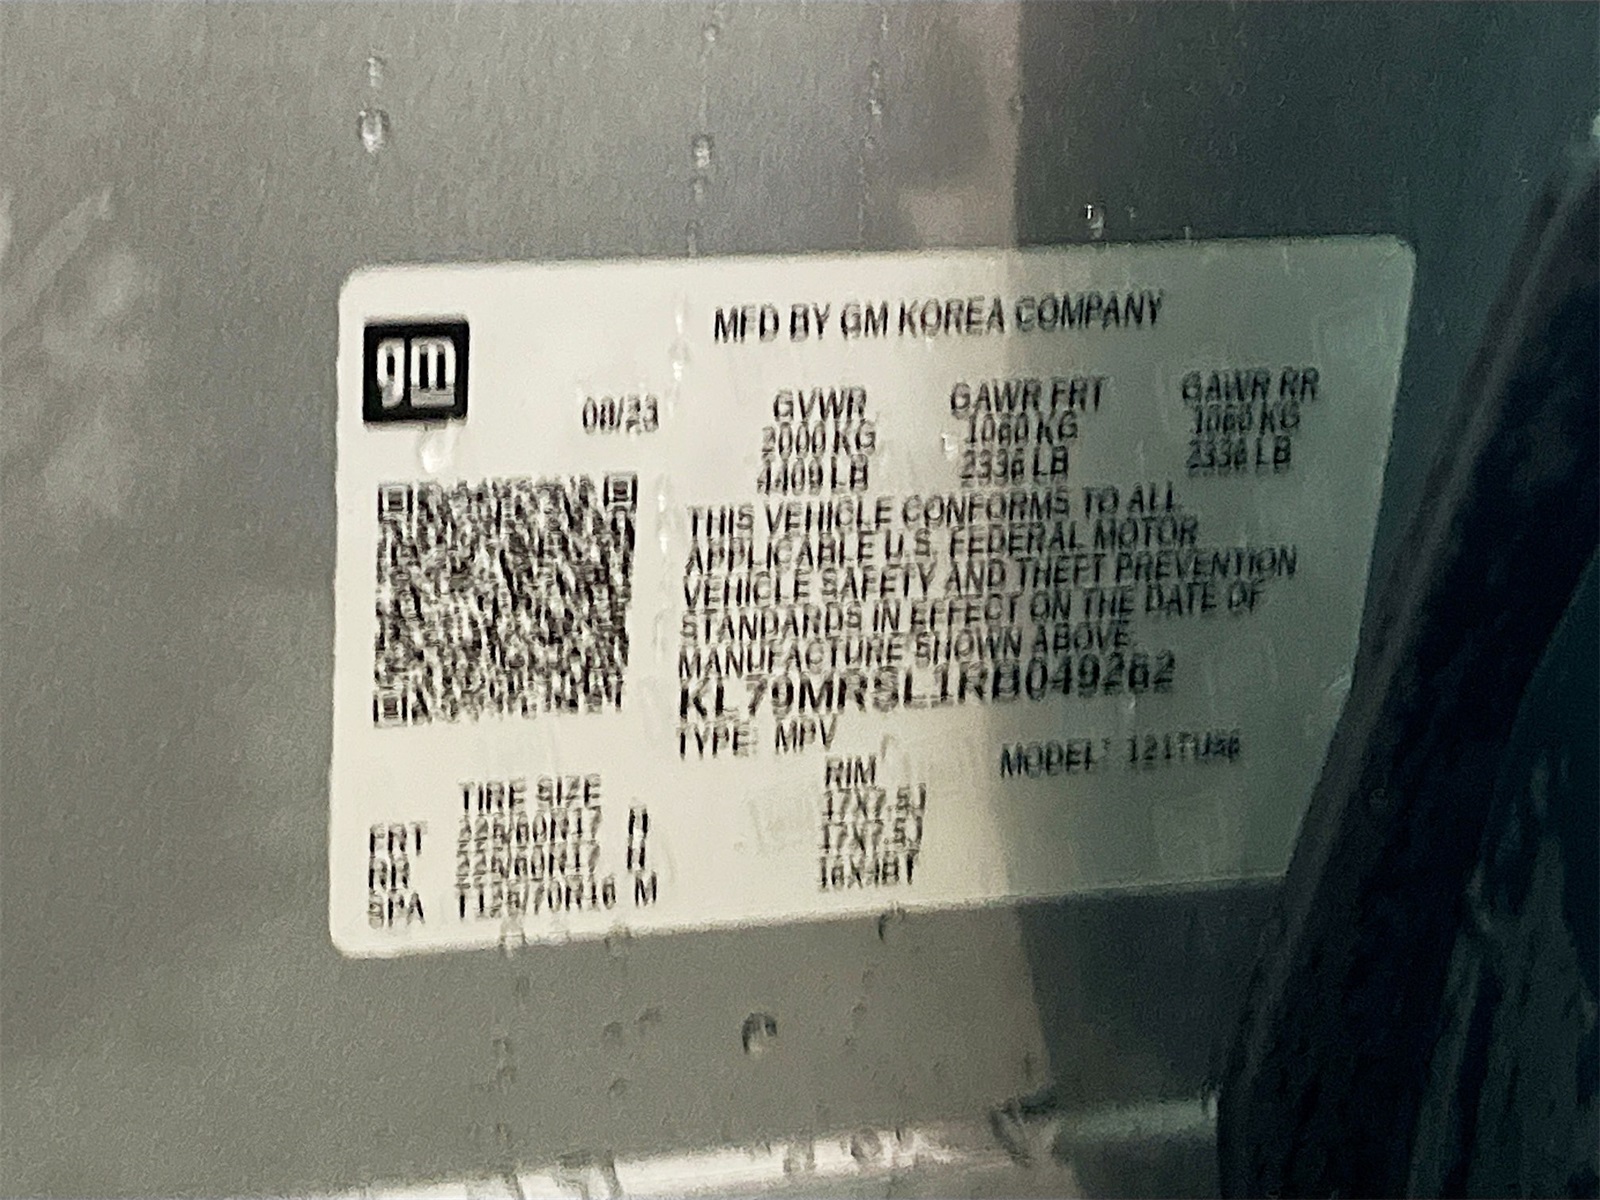 gm
MFD BY GM KOREA COMPANY
08/23 GVWR GAWR FRT GAWR RR
2000 KG 1060 KG 1060 KG
4409 LB 2336 LB 2336 LB
THIS VEHICLE CONFORMS TO ALL
APPLICABLE U.S. FEDERAL MOTOR
VEHICLE SAFETY AND THEFT PREVENTION
STANDARDS IN EFFECT ON THE DATE OF
MANUFACTURE SHOWN ABOVE.
KL79MRSL1RB049262
TYPE: MPV MODEL:
TIRE SIZE RIM
FRT 225/60R17 H 17X7.5J
RR 225/60R17 H 17X7.5J
SPA T125/70R16 M 16X4BT